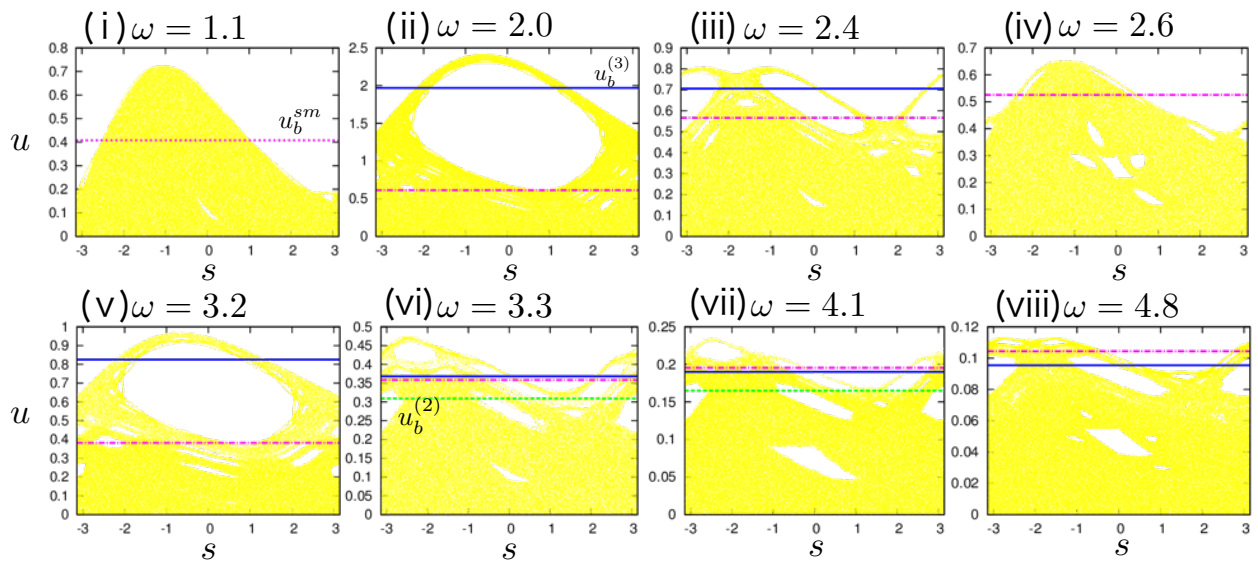 (i) ω = 1.1 (ii) ω = 2.0 (iii) ω = 2.4 (iv) ω = 2.6
0.8 0.7 0.6 0.5 0.4 0.3 0.2 0.1 0
u
u_b^{sm}
-3 -2 -1 0 1 2 3
s
2.5 2 1.5 1 0.5 0
u_b^{(3)}
-3 -2 -1 0 1 2 3
s
0.9 0.8 0.7 0.6 0.5 0.4 0.3 0.2 0.1 0
-3 -2 -1 0 1 2 3
s
0.7 0.6 0.5 0.4 0.3 0.2 0.1 0
-3 -2 -1 0 1 2 3
s
(v) ω = 3.2 (vi) ω = 3.3 (vii) ω = 4.1 (viii) ω = 4.8
1 0.9 0.8 0.7 0.6 0.5 0.4 0.3 0.2 0.1 0
u
-3 -2 -1 0 1 2 3
s
0.5 0.45 0.4 0.35 0.3 0.25 0.2 0.15 0.1 0.05 0
u_b^{(2)}
-3 -2 -1 0 1 2 3
s
0.25 0.2 0.15 0.1 0.05 0
-3 -2 -1 0 1 2 3
s
0.12 0.1 0.08 0.06 0.04 0.02 0
-3 -2 -1 0 1 2 3
s